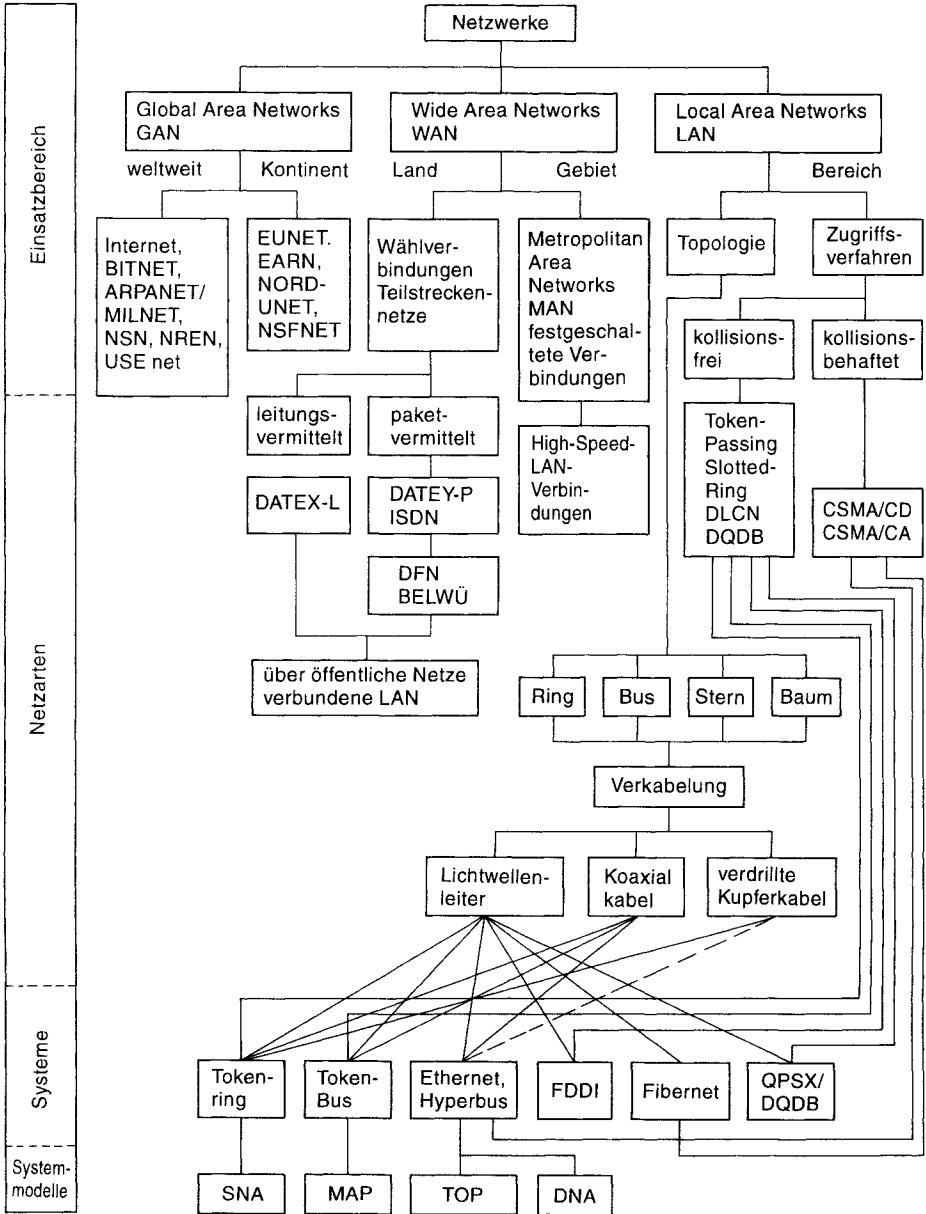 Netzwerke
Global Area Networks
GAN
Wide Area Networks
WAN
Local Area Networks
LAN
weltweit
Kontinent
Land
Gebiet
Bereich
Einsatzbereich
Internet,
BITNET,
ARPANET/
MILNET,
NSN, NREN,
USE net
EUNET.
EARN,
NORD-
UNET,
NSFNET
Wählver-
bindungen
Teilstrecken-
netze
Metropolitan
Area
Networks
MAN
festgeschal-
tete Ver-
bindungen
Topologie
Zugriffs-
verfahren
kollisions-
frei
kollisions-
behaftet
leitungs-
vermittelt
paket-
vermittelt
High-Speed-
LAN-
Verbin-
dungen
Token-
Passing
Slotted-
Ring
DLCN
DQDB
CSMA/CD
CSMA/CA
DATEX-L
DATEY-P
ISDN
DFN
BELWÜ
über öffentliche Netze
verbundene LAN
Netzarten
Ring
Bus
Stern
Baum
Verkabelung
Lichtwellen-
leiter
Koaxial
kabel
verdrillte
Kupferkabel
Systeme
Token-
ring
Token-
Bus
Ethernet,
Hyperbus
FDDI
Fibernet
QPSX/
DQDB
System-
modelle
SNA
MAP
TOP
DNA